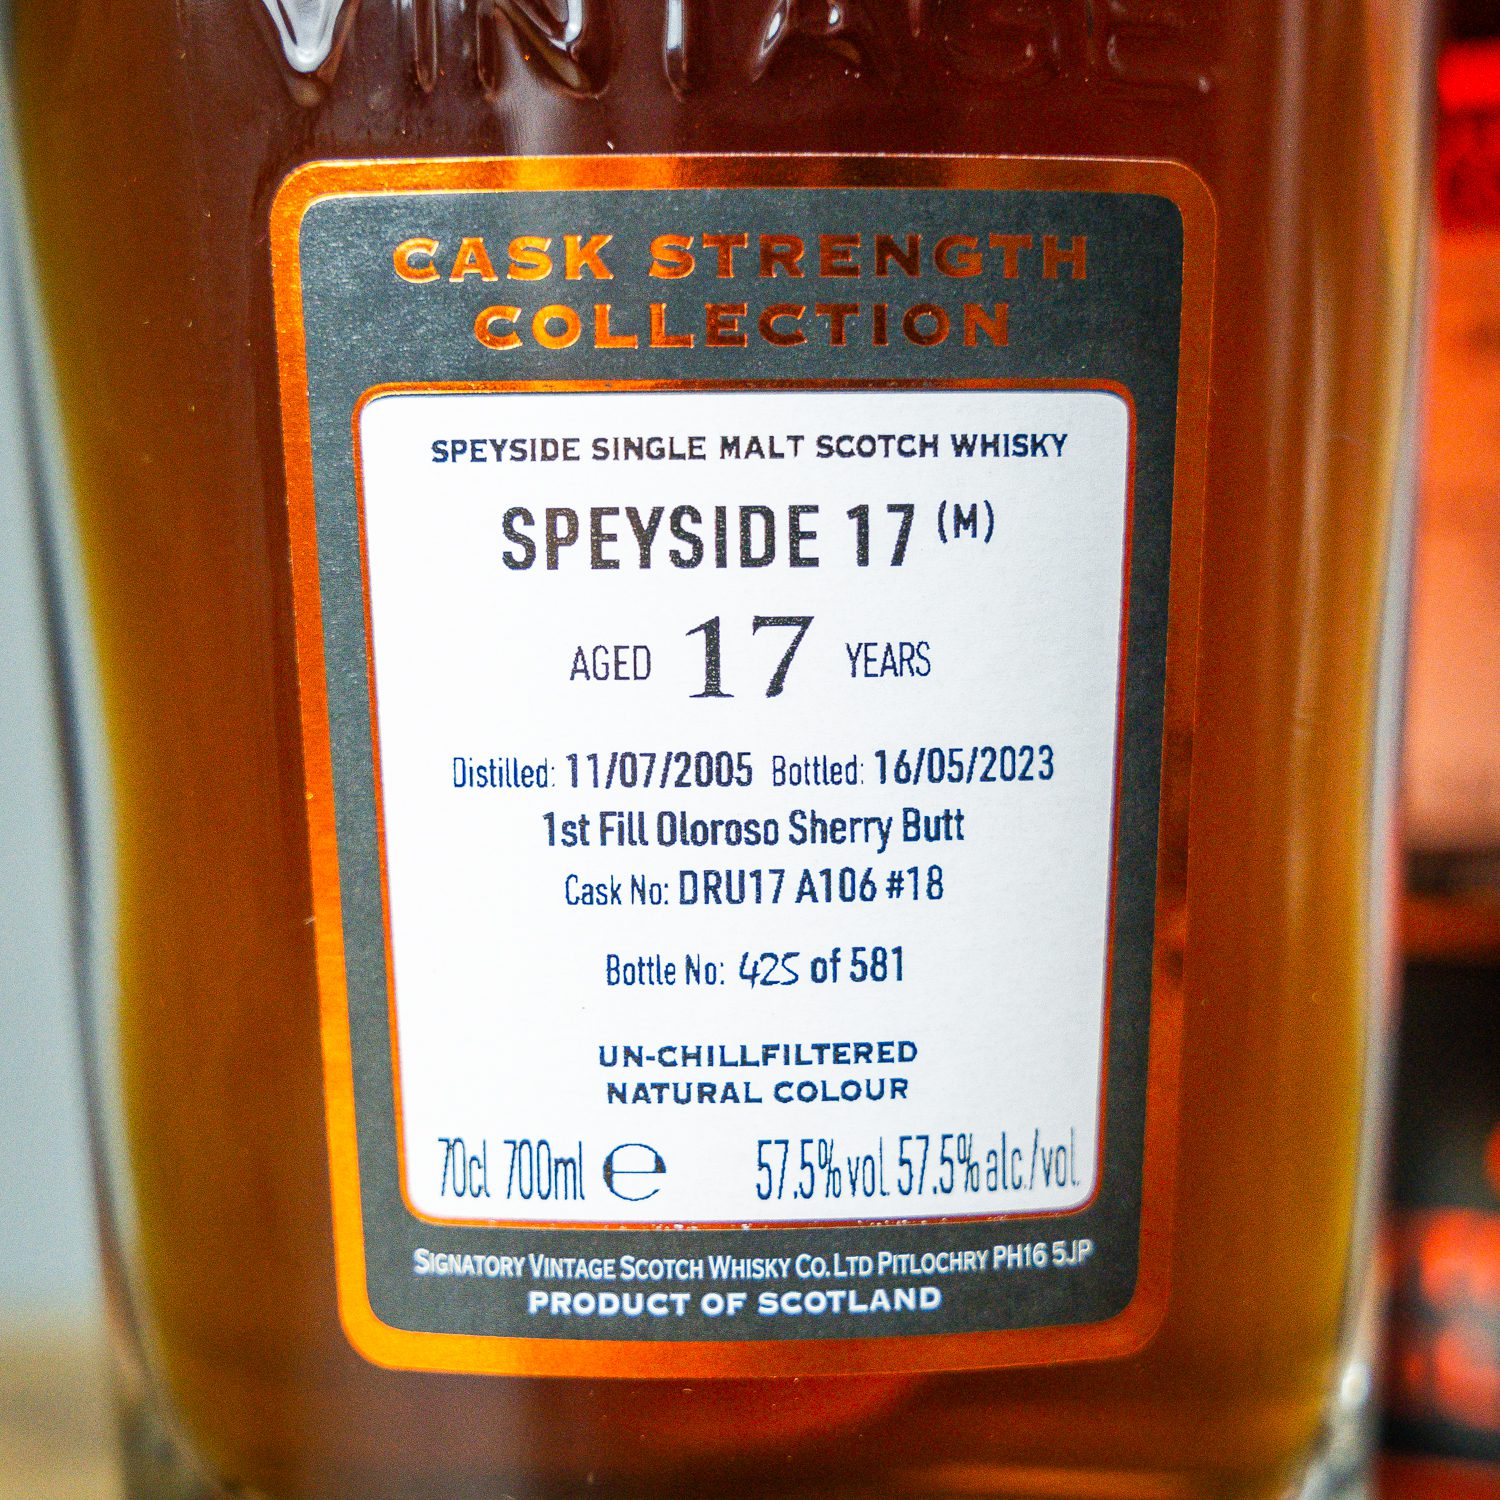 VINTAGE
CASK STRENGTH
COLLECTION
SPEYSIDE SINGLE MALT SCOTCH WHISKY
SPEYSIDE 17 (M)
AGED 17 YEARS
Distilled: 11/07/2005 Bottled: 16/05/2023
1st Fill Oloroso Sherry Butt
Cask No: DRU17 A106 #18
Bottle No: 425 of 581
UN-CHILLFILTERED
NATURAL COLOUR
70cl 700ml e 57.5% vol 57.5% alc./vol.
SIGNATORY VINTAGE SCOTCH WHISKY CO. LTD PITLOCHRY PH16 5JP
PRODUCT OF SCOTLAND